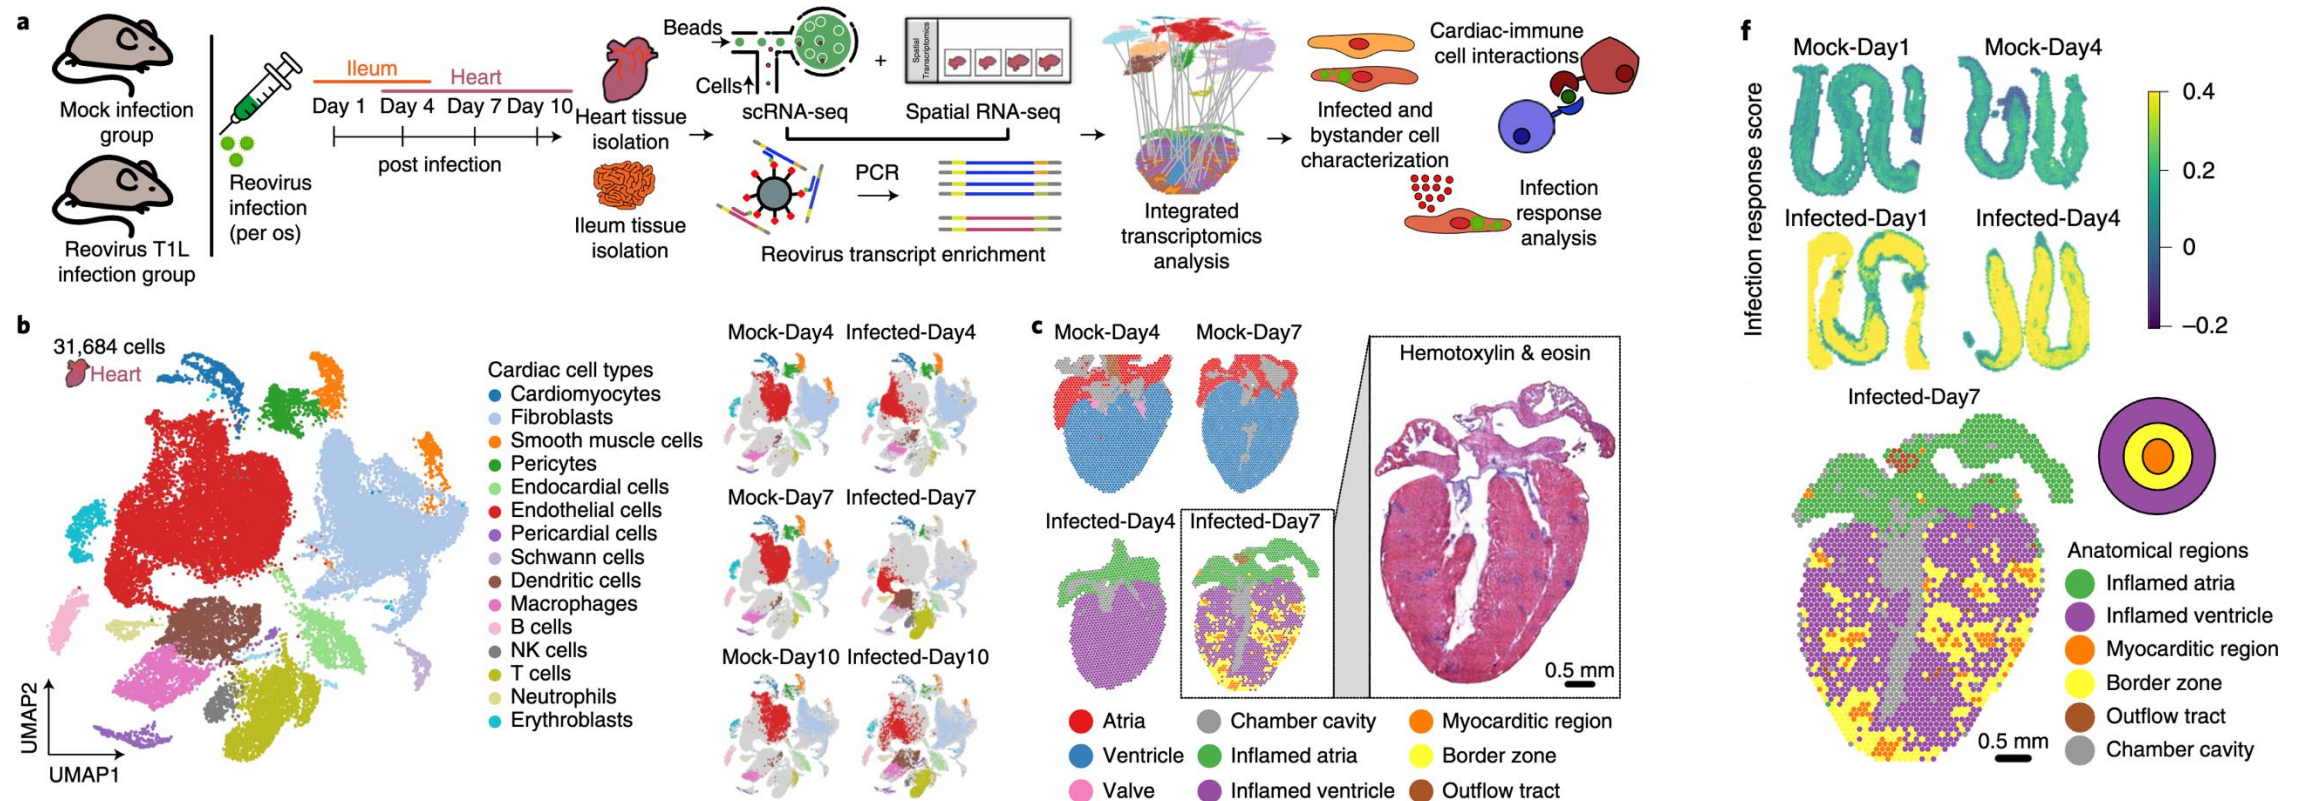 a
Mock infection
group
Reovirus T1L
infection group
Reovirus
infection
(per os)
Ileum
Heart
Day 1 Day 4 Day 7 Day 10
post infection
Heart tissue
isolation
Ileum tissue
isolation
Beads
Cells
scRNA-seq
+
Spatial
Transcriptomics
Spatial RNA-seq
PCR
Reovirus transcript enrichment
Integrated
transcriptomics
analysis
Cardiac-immune
cell interactions
Infected and
bystander cell
characterization
Infection
response
analysis
b
31,684 cells
Heart
UMAP2
UMAP1
Cardiac cell types
Cardiomyocytes
Fibroblasts
Smooth muscle cells
Pericytes
Endocardial cells
Endothelial cells
Pericardial cells
Schwann cells
Dendritic cells
Macrophages
B cells
NK cells
T cells
Neutrophils
Erythroblasts
Mock-Day4 Infected-Day4
Mock-Day7 Infected-Day7
Mock-Day10 Infected-Day10
c
Mock-Day4 Mock-Day7
Infected-Day4 Infected-Day7
Hemotoxylin & eosin
0.5 mm
Atria
Ventricle
Valve
Chamber cavity
Inflamed atria
Inflamed ventricle
Myocarditic region
Border zone
Outflow tract
f
Infection response score
Mock-Day1 Mock-Day4
Infected-Day1 Infected-Day4
0.4
0.2
0
–0.2
Infected-Day7
0.5 mm
Anatomical regions
Inflamed atria
Inflamed ventricle
Myocarditic region
Border zone
Outflow tract
Chamber cavity